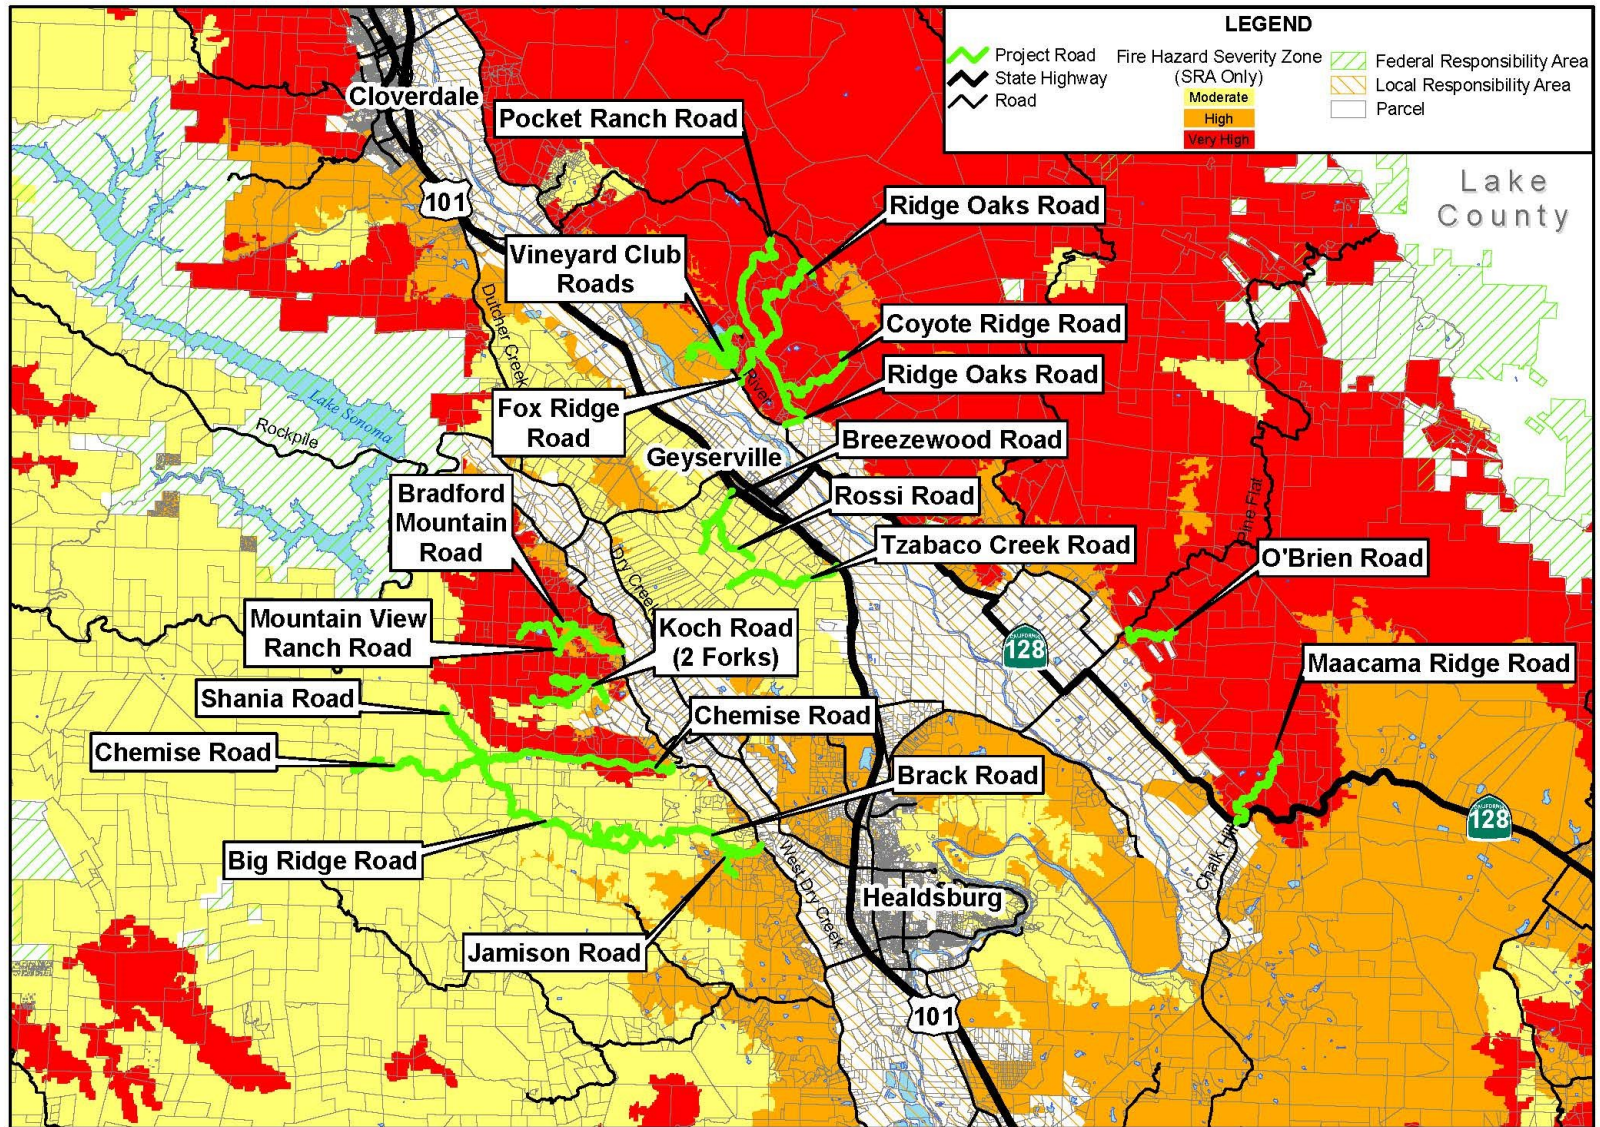 LEGEND
Project Road
State Highway
Road
Fire Hazard Severity Zone
(SRA Only)
Moderate
High
Very High
Federal Responsibility Area
Local Responsibility Area
Parcel
Cloverdale
Pocket Ranch Road
Lake
County
101
Ridge Oaks Road
Vineyard Club
Roads
Dutcher Creek
Coyote Ridge Road
Ridge Oaks Road
River
Fox Ridge
Road
Lake Sonoma
Rockpile
Breezewood Road
Geyserville
Bradford
Mountain
Road
Rossi Road
Pine Flat
Tzabaco Creek Road
O'Brien Road
Dry Creek
Mountain View
Ranch Road
Koch Road
(2 Forks)
CALIFORNIA
128
Maacama Ridge Road
Shania Road
Chemise Road
Chemise Road
Brack Road
CALIFORNIA
128
Big Ridge Road
West Dry Creek
Chalk Hill
Healdsburg
Jamison Road
101